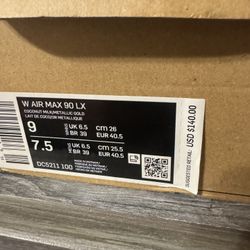 W AIR MAX 90 LX
COCONUT MILK/METALLIC GOLD
LAIT DE COCO/OR METALLIQUE
9
UK 6.5
BR 39
cm 26
EUR 40.5
7.5
UK 6.5
BR 39
cm 25.5
EUR 40.5
DC5211 100
USD $140.00
SUGGESTED RETAIL